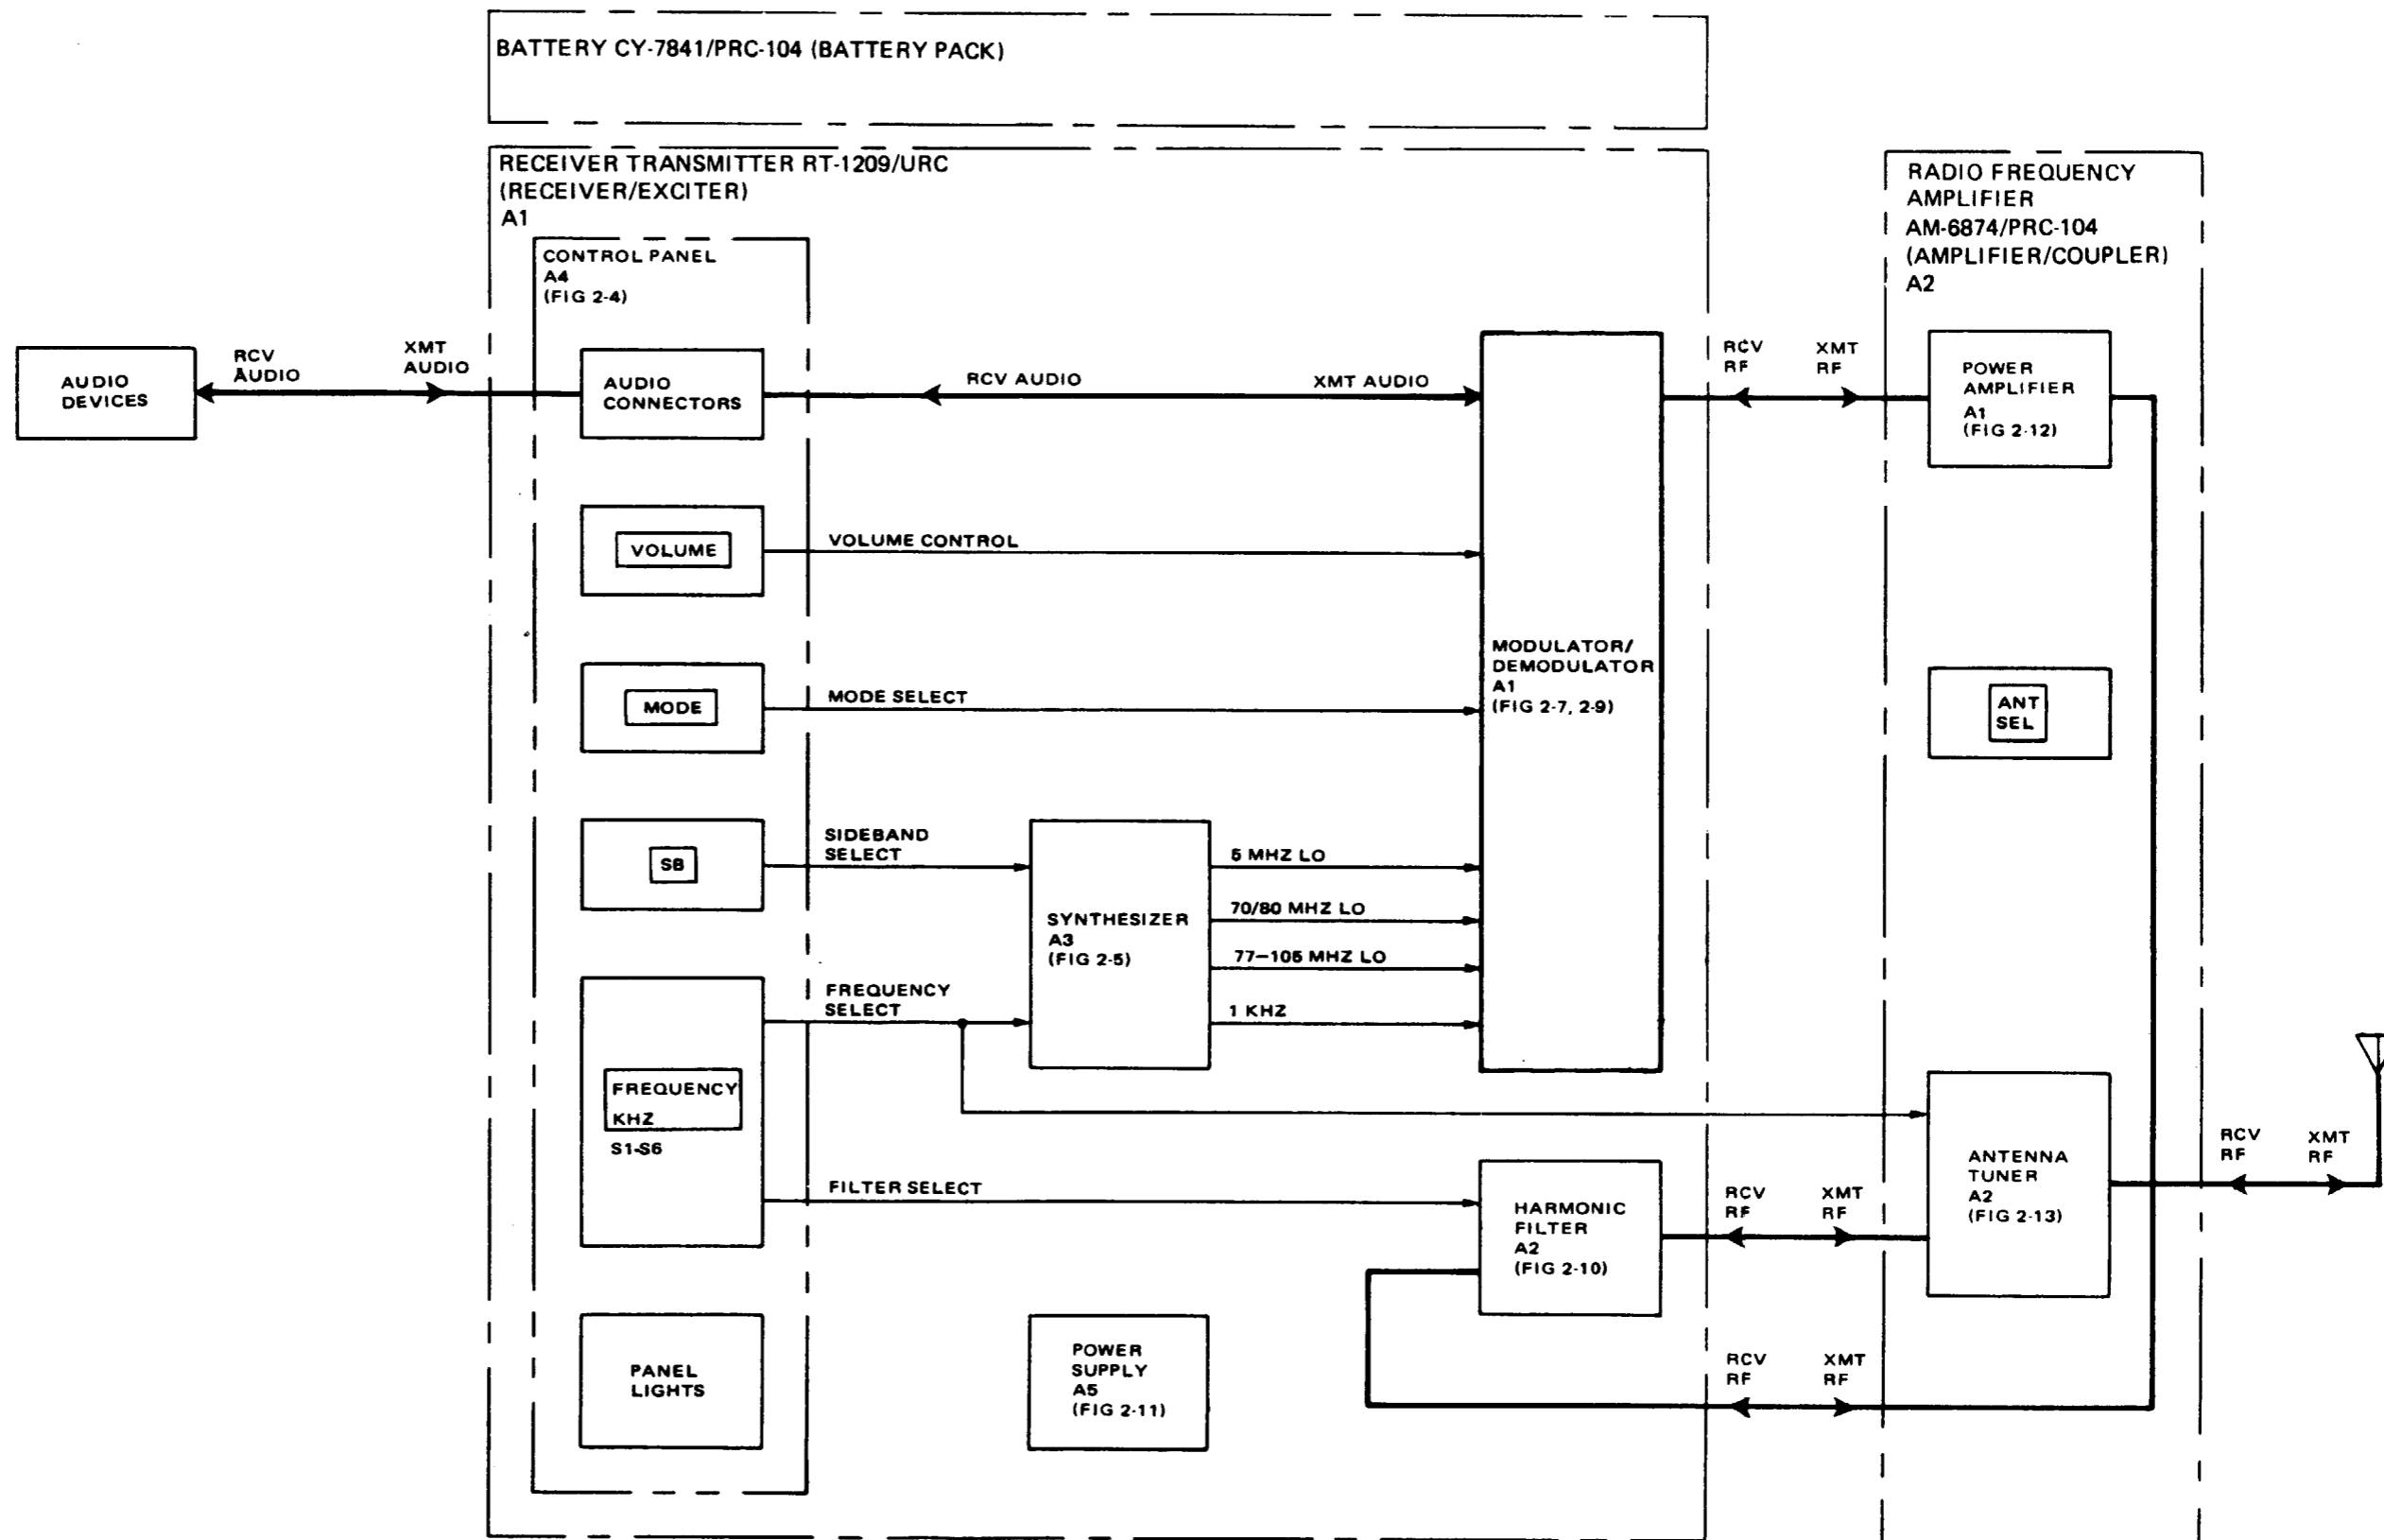 BATTERY CY-7841/PRC-104 (BATTERY PACK)
RECEIVER TRANSMITTER RT-1209/URC
(RECEIVER/EXCITER)
A1
CONTROL PANEL
A4
(FIG 2-4)
RADIO FREQUENCY
AMPLIFIER
AM-6874/PRC-104
(AMPLIFIER/COUPLER)
A2
AUDIO
DEVICES
RCV
AUDIO
XMT
AUDIO
AUDIO
CONNECTORS
RCV AUDIO
XMT AUDIO
RCV
RF
XMT
RF
POWER
AMPLIFIER
A1
(FIG 2-12)
VOLUME
VOLUME CONTROL
MODE
MODE SELECT
MODULATOR/
DEMODULATOR
A1
(FIG 2-7, 2-9)
ANT
SEL
SB
SIDEBAND
SELECT
SYNTHESIZER
A3
(FIG 2-5)
5 MHZ LO
70/80 MHZ LO
77–105 MHZ LO
1 KHZ
FREQUENCY
KHZ
S1-S6
FREQUENCY
SELECT
FILTER SELECT
HARMONIC
FILTER
A2
(FIG 2-10)
RCV
RF
XMT
RF
ANTENNA
TUNER
A2
(FIG 2-13)
RCV
RF
XMT
RF
PANEL
LIGHTS
POWER
SUPPLY
A5
(FIG 2-11)
RCV
RF
XMT
RF